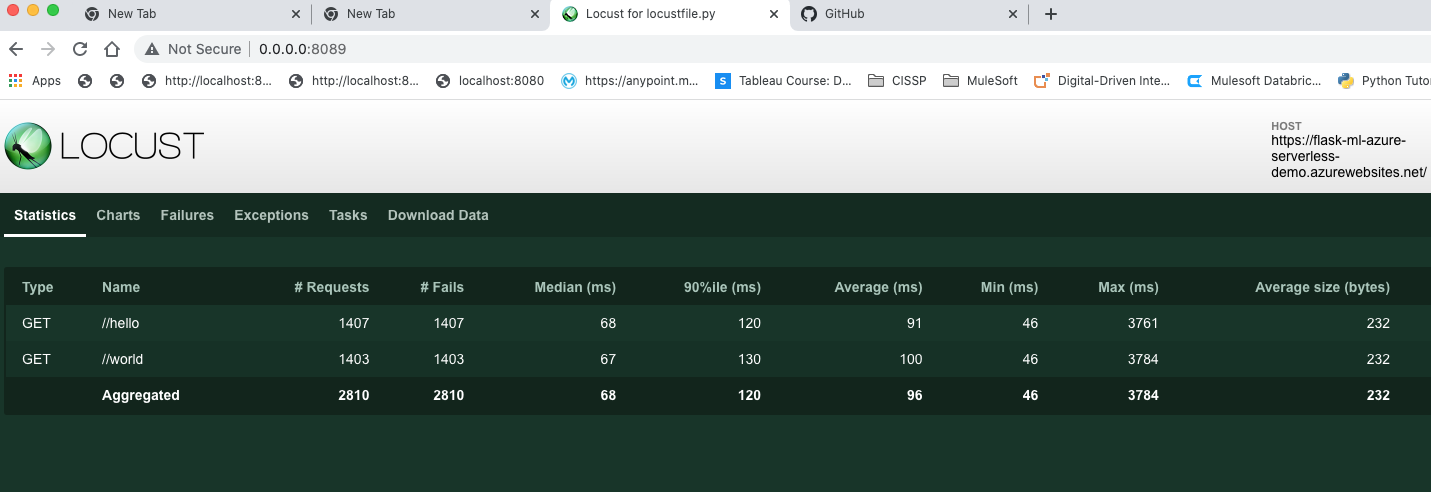 New Tab New Tab Locust for locustfile.py GitHub
Not Secure 0.0.0.0:8089
Apps http://localhost:8... http://localhost:8... localhost:8080 https://anypoint.m... Tableau Course: D... CISSP MuleSoft Digital-Driven Inte... Mulesoft Databric... Python Tutor
LOCUST
HOST
https://flask-ml-azure-
serverless-
demo.azurewebsites.net/
Statistics Charts Failures Exceptions Tasks Download Data
Type Name # Requests # Fails Median (ms) 90%ile (ms) Average (ms) Min (ms) Max (ms) Average size (bytes)
GET //hello 1407 1407 68 120 91 46 3761 232
GET //world 1403 1403 67 130 100 46 3784 232
Aggregated 2810 2810 68 120 96 46 3784 232